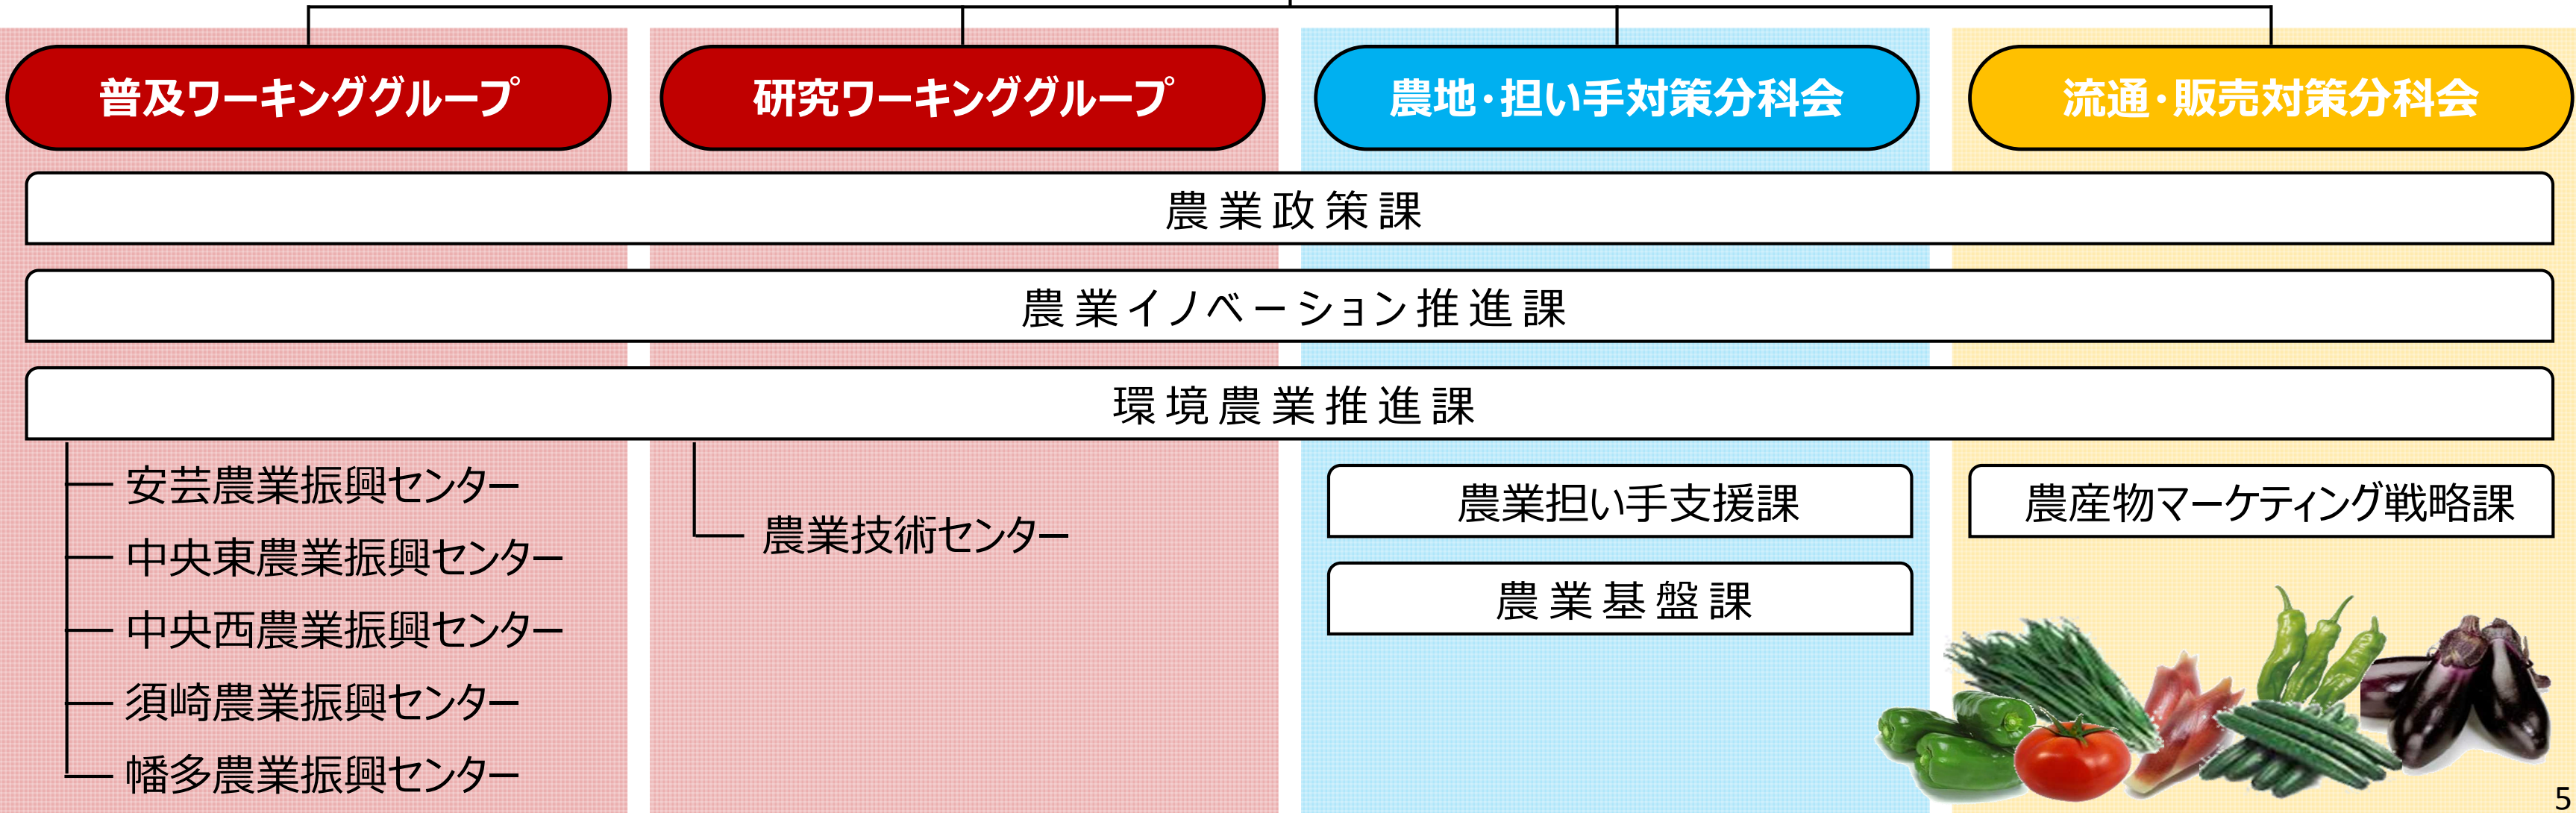 普及ワーキンググループ
研究ワーキンググループ
農地・担い手対策分科会
流通・販売対策分科会
農業政策課
農業イノベーション推進課
環境農業推進課
安芸農業振興センター
中央東農業振興センター
中央西農業振興センター
須崎農業振興センター
幡多農業振興センター
農業技術センター
農業担い手支援課
農業基盤課
農産物マーケティング戦略課
5